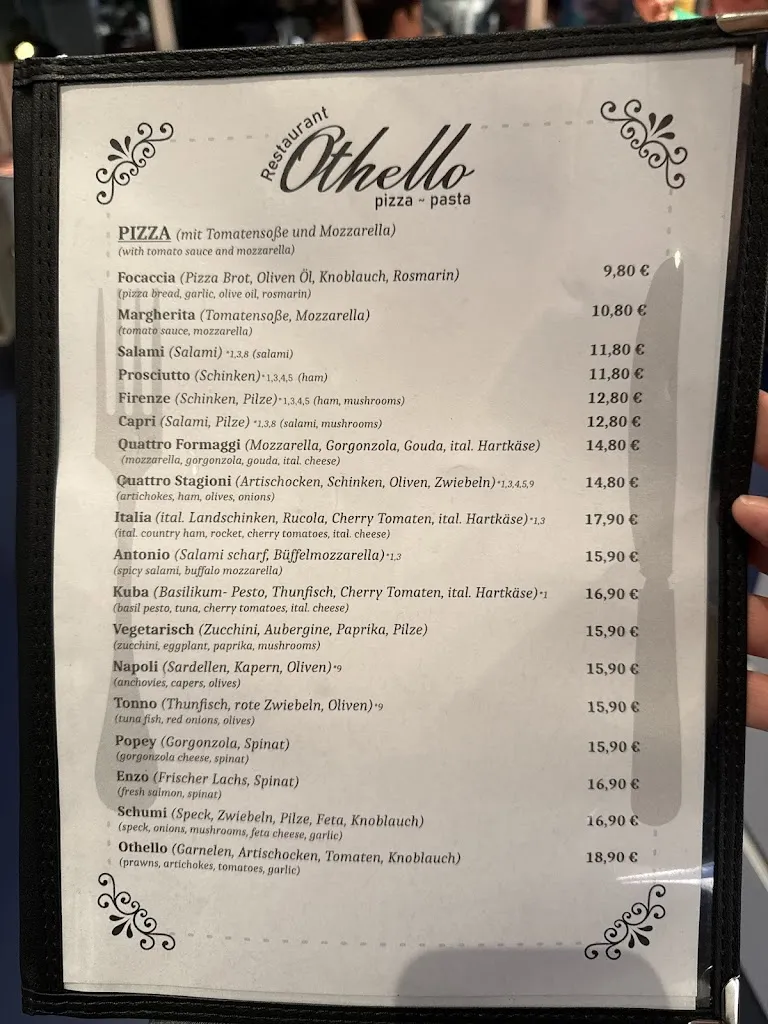 Restaurant
Othello
pizza ~ pasta
PIZZA (mit Tomatensoße und Mozzarella)
(with tomato sauce and mozzarella)
Focaccia (Pizza Brot, Oliven Öl, Knoblauch, Rosmarin) 9,80 €
(pizza bread, garlic, olive oil, rosmarin)
Margherita (Tomatensoße, Mozzarella) 10,80 €
(tomato sauce, mozzarella)
Salami (Salami) *1,3,8 (salami) 11,80 €
Prosciutto (Schinken)*1,3,4,5 (ham) 11,80 €
Firenze (Schinken, Pilze)*1,3,4,5 (ham, mushrooms) 12,80 €
Capri (Salami, Pilze) *1,3,8 (salami, mushrooms) 12,80 €
Quattro Formaggi (Mozzarella, Gorgonzola, Gouda, ital. Hartkäse) 14,80 €
(mozzarella, gorgonzola, gouda, ital. cheese)
Quattro Stagioni (Artischocken, Schinken, Oliven, Zwiebeln)*1,3,4,5,9 14,80 €
(artichokes, ham, olives, onions)
Italia (ital. Landschinken, Rucola, Cherry Tomaten, ital. Hartkäse)*1,3 17,90 €
(ital. country ham, rocket, cherry tomatoes, ital. cheese)
Antonio (Salami scharf, Büffelmozzarella)*1,3 15,90 €
(spicy salami, buffalo mozzarella)
Kuba (Basilikum- Pesto, Thunfisch, Cherry Tomaten, ital. Hartkäse)*1 16,90 €
(basil pesto, tuna, cherry tomatoes, ital. cheese)
Vegetarisch (Zucchini, Aubergine, Paprika, Pilze) 15,90 €
(zucchini, eggplant, paprika, mushrooms)
Napoli (Sardellen, Kapern, Oliven)*9 15,90 €
(anchovies, capers, olives)
Tonno (Thunfisch, rote Zwiebeln, Oliven)*9 15,90 €
(tuna fish, red onions, olives)
Popey (Gorgonzola, Spinat) 15,90 €
(gorgonzola cheese, spinat)
Enzo (Frischer Lachs, Spinat) 16,90 €
(fresh salmon, spinat)
Schumi (Speck, Zwiebeln, Pilze, Feta, Knoblauch) 16,90 €
(speck, onions, mushrooms, feta cheese, garlic)
Othello (Garnelen, Artischocken, Tomaten, Knoblauch) 18,90 €
(prawns, artichokes, tomatoes, garlic)